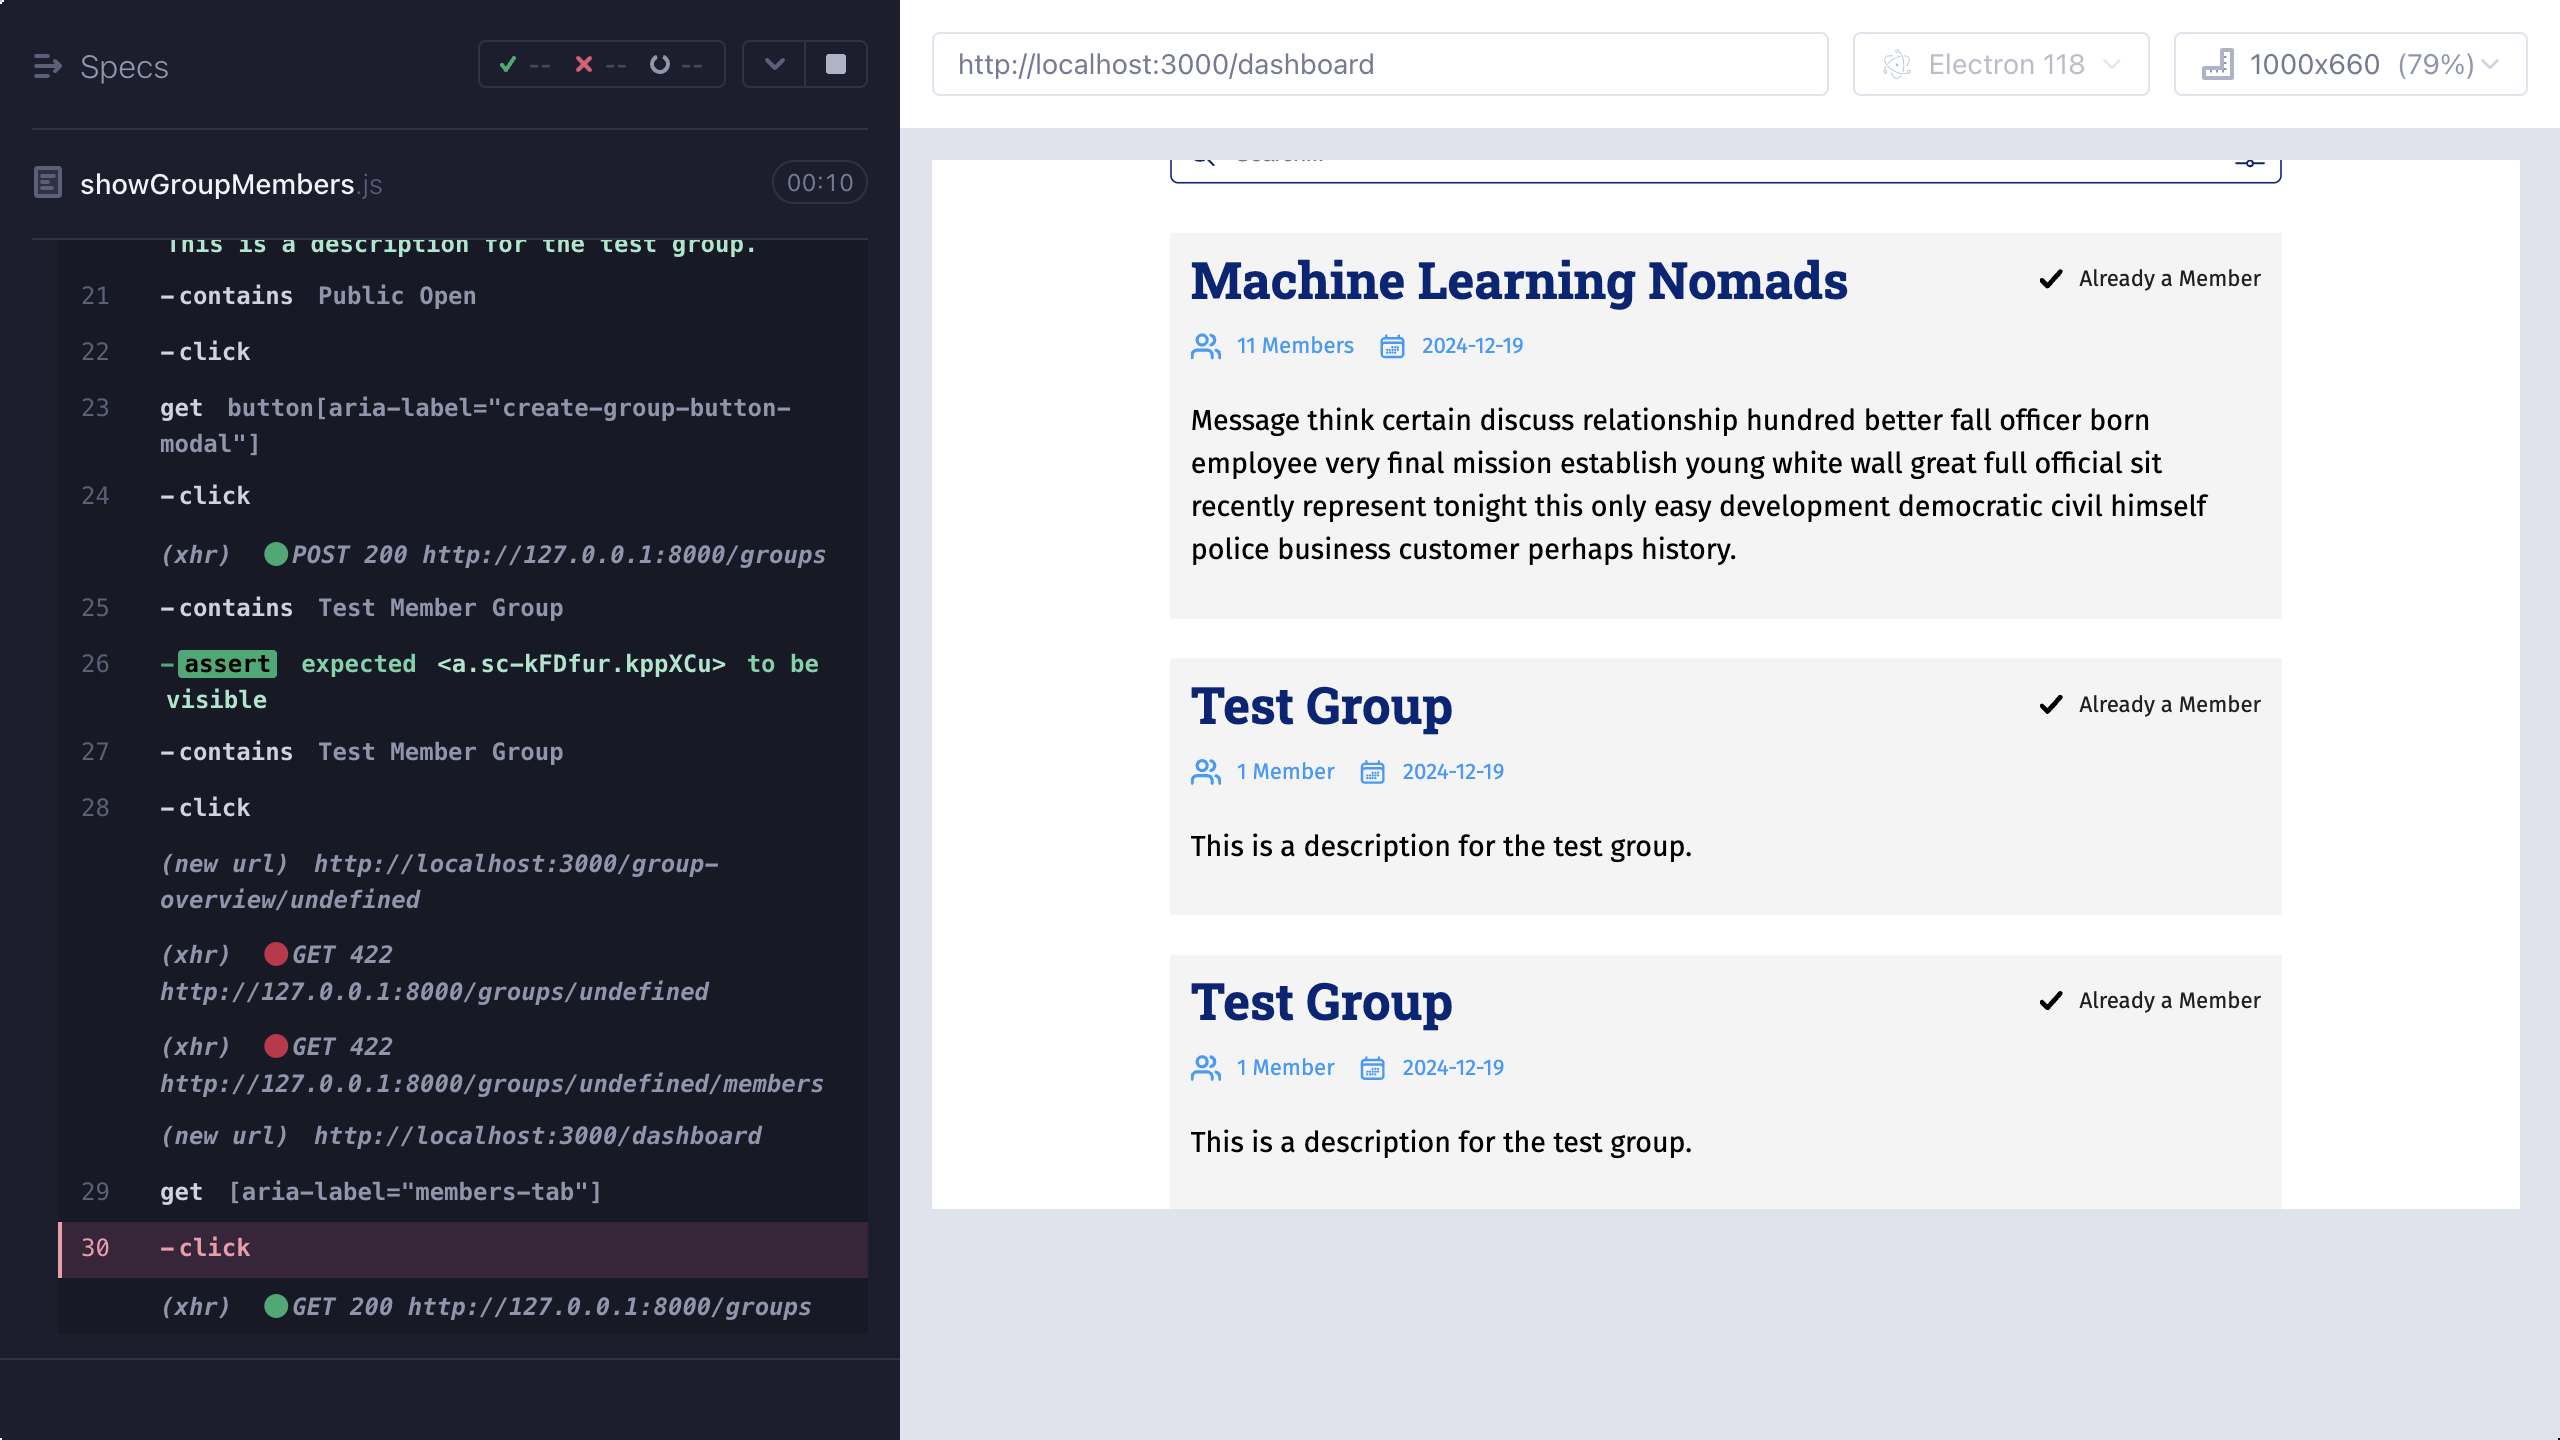 Specs
-- -- --
showGroupMembers.js
00:10
This is a description for the test group.
21 -contains Public Open
22 -click
23 get button[aria-label="create-group-button-
modal"]
24 -click
(xhr) POST 200 http://127.0.0.1:8000/groups
25 -contains Test Member Group
26 -assert expected <a.sc-kFDfur.kppXCu> to be
visible
27 -contains Test Member Group
28 -click
(new url) http://localhost:3000/group-
overview/undefined
(xhr) GET 422
http://127.0.0.1:8000/groups/undefined
(xhr) GET 422
http://127.0.0.1:8000/groups/undefined/members
(new url) http://localhost:3000/dashboard
29 get [aria-label="members-tab"]
30 -click
(xhr) GET 200 http://127.0.0.1:8000/groups
http://localhost:3000/dashboard
Electron 118
1000x660 (79%)
Machine Learning Nomads
Already a Member
11 Members 2024-12-19
Message think certain discuss relationship hundred better fall officer born
employee very final mission establish young white wall great full official sit
recently represent tonight this only easy development democratic civil himself
police business customer perhaps history.
Test Group
Already a Member
1 Member 2024-12-19
This is a description for the test group.
Test Group
Already a Member
1 Member 2024-12-19
This is a description for the test group.